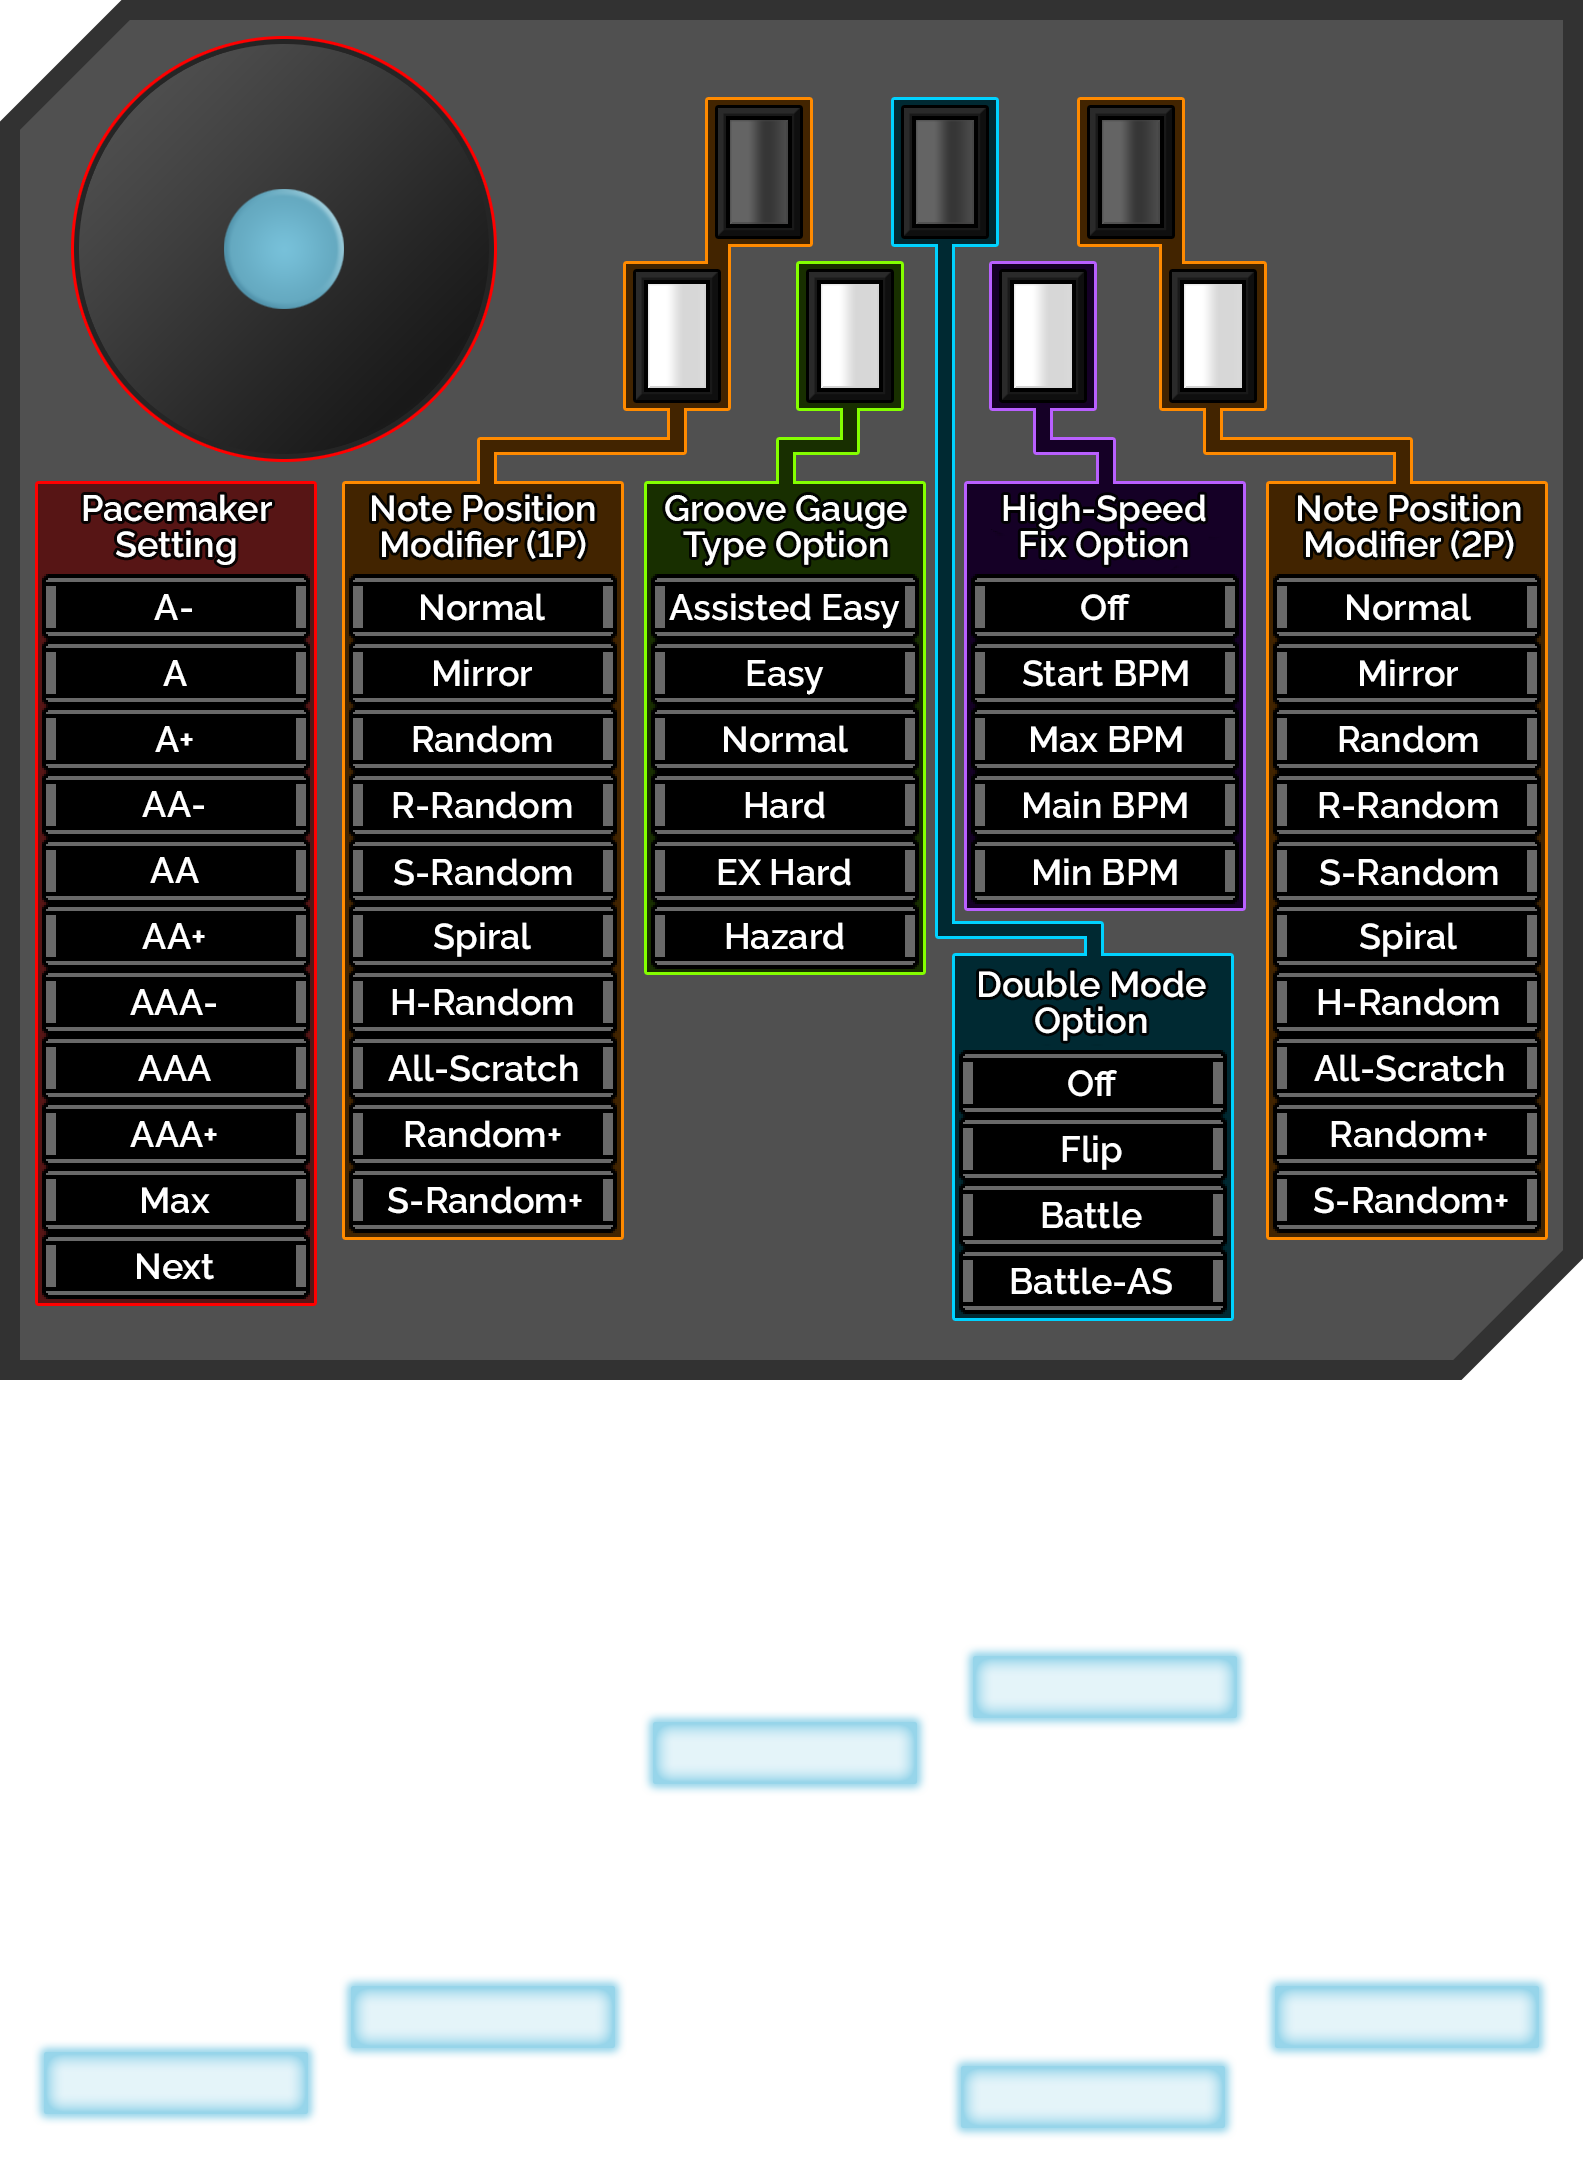 Pacemaker
Setting
A-
A
A+
AA-
AA
AA+
AAA-
AAA
AAA+
Max
Next
Note Position
Modifier (1P)
Normal
Mirror
Random
R-Random
S-Random
Spiral
H-Random
All-Scratch
Random+
S-Random+
Groove Gauge
Type Option
Assisted Easy
Easy
Normal
Hard
EX Hard
Hazard
High-Speed
Fix Option
Off
Start BPM
Max BPM
Main BPM
Min BPM
Double Mode
Option
Off
Flip
Battle
Battle-AS
Note Position
Modifier (2P)
Normal
Mirror
Random
R-Random
S-Random
Spiral
H-Random
All-Scratch
Random+
S-Random+